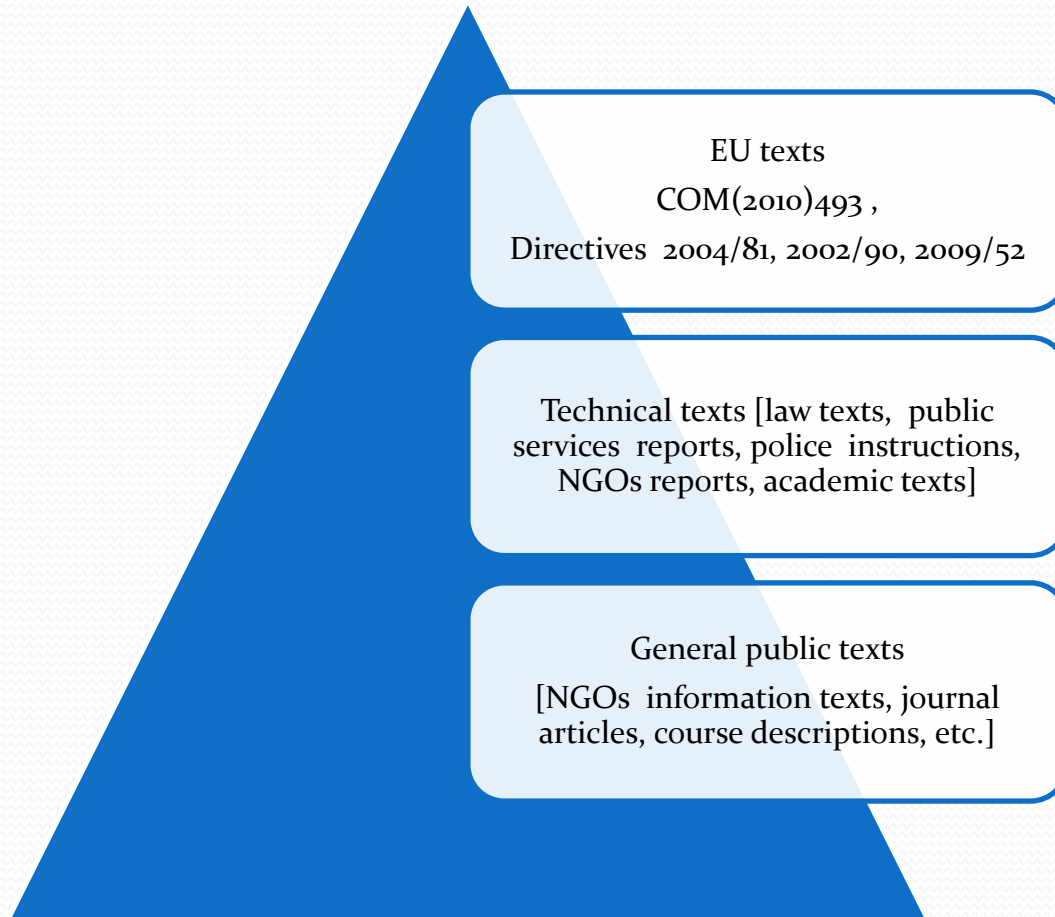 EU texts
COM(2010)493 ,
Directives 2004/81, 2002/90, 2009/52
Technical texts [law texts, public
services reports, police instructions,
NGOs reports, academic texts]
General public texts
[NGOs information texts, journal
articles, course descriptions, etc.]